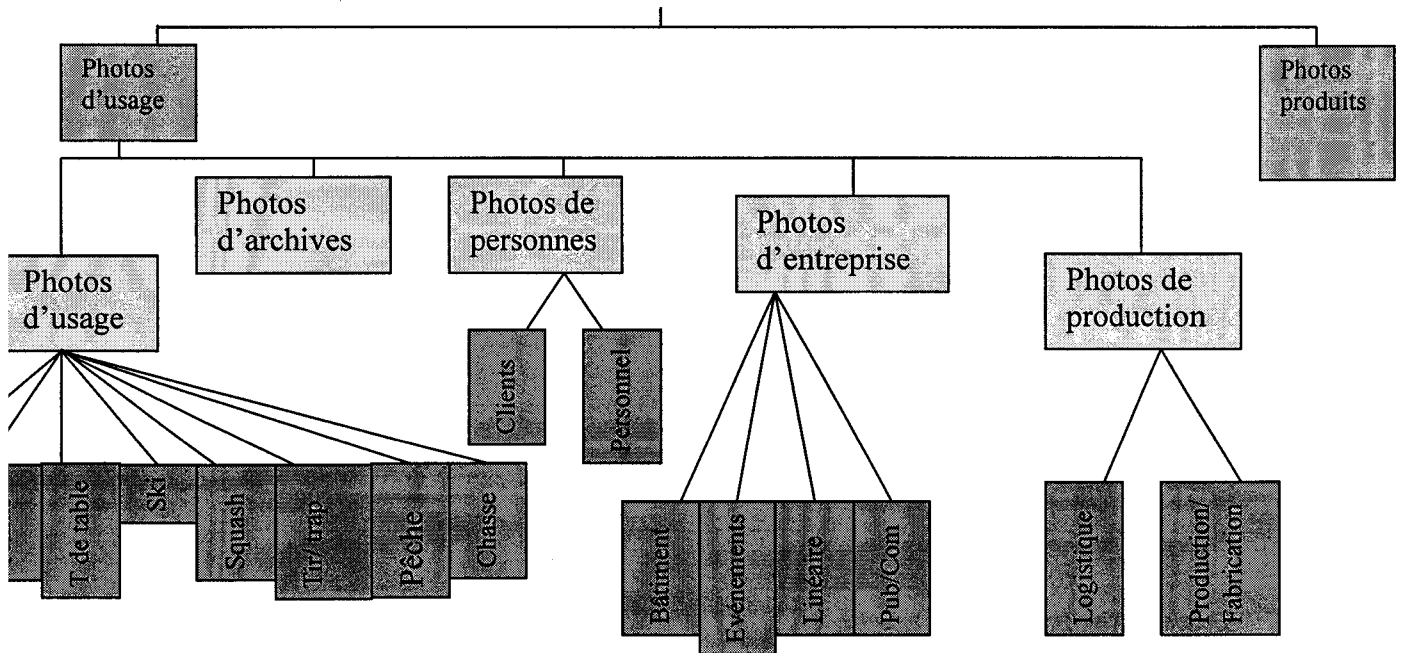 Photos
d'usage
Photos
produits
Photos
d'archives
Photos de
personnes
Photos
d'entreprise
Photos de
production
Photos
d'usage
Clients
Personnel
T de table
Ski
Squash
Tir/ trap
Pêche
Chasse
Bâtiment
Evénements
Linéaire
Pub/Com
Logistique
Production/
Fabrication